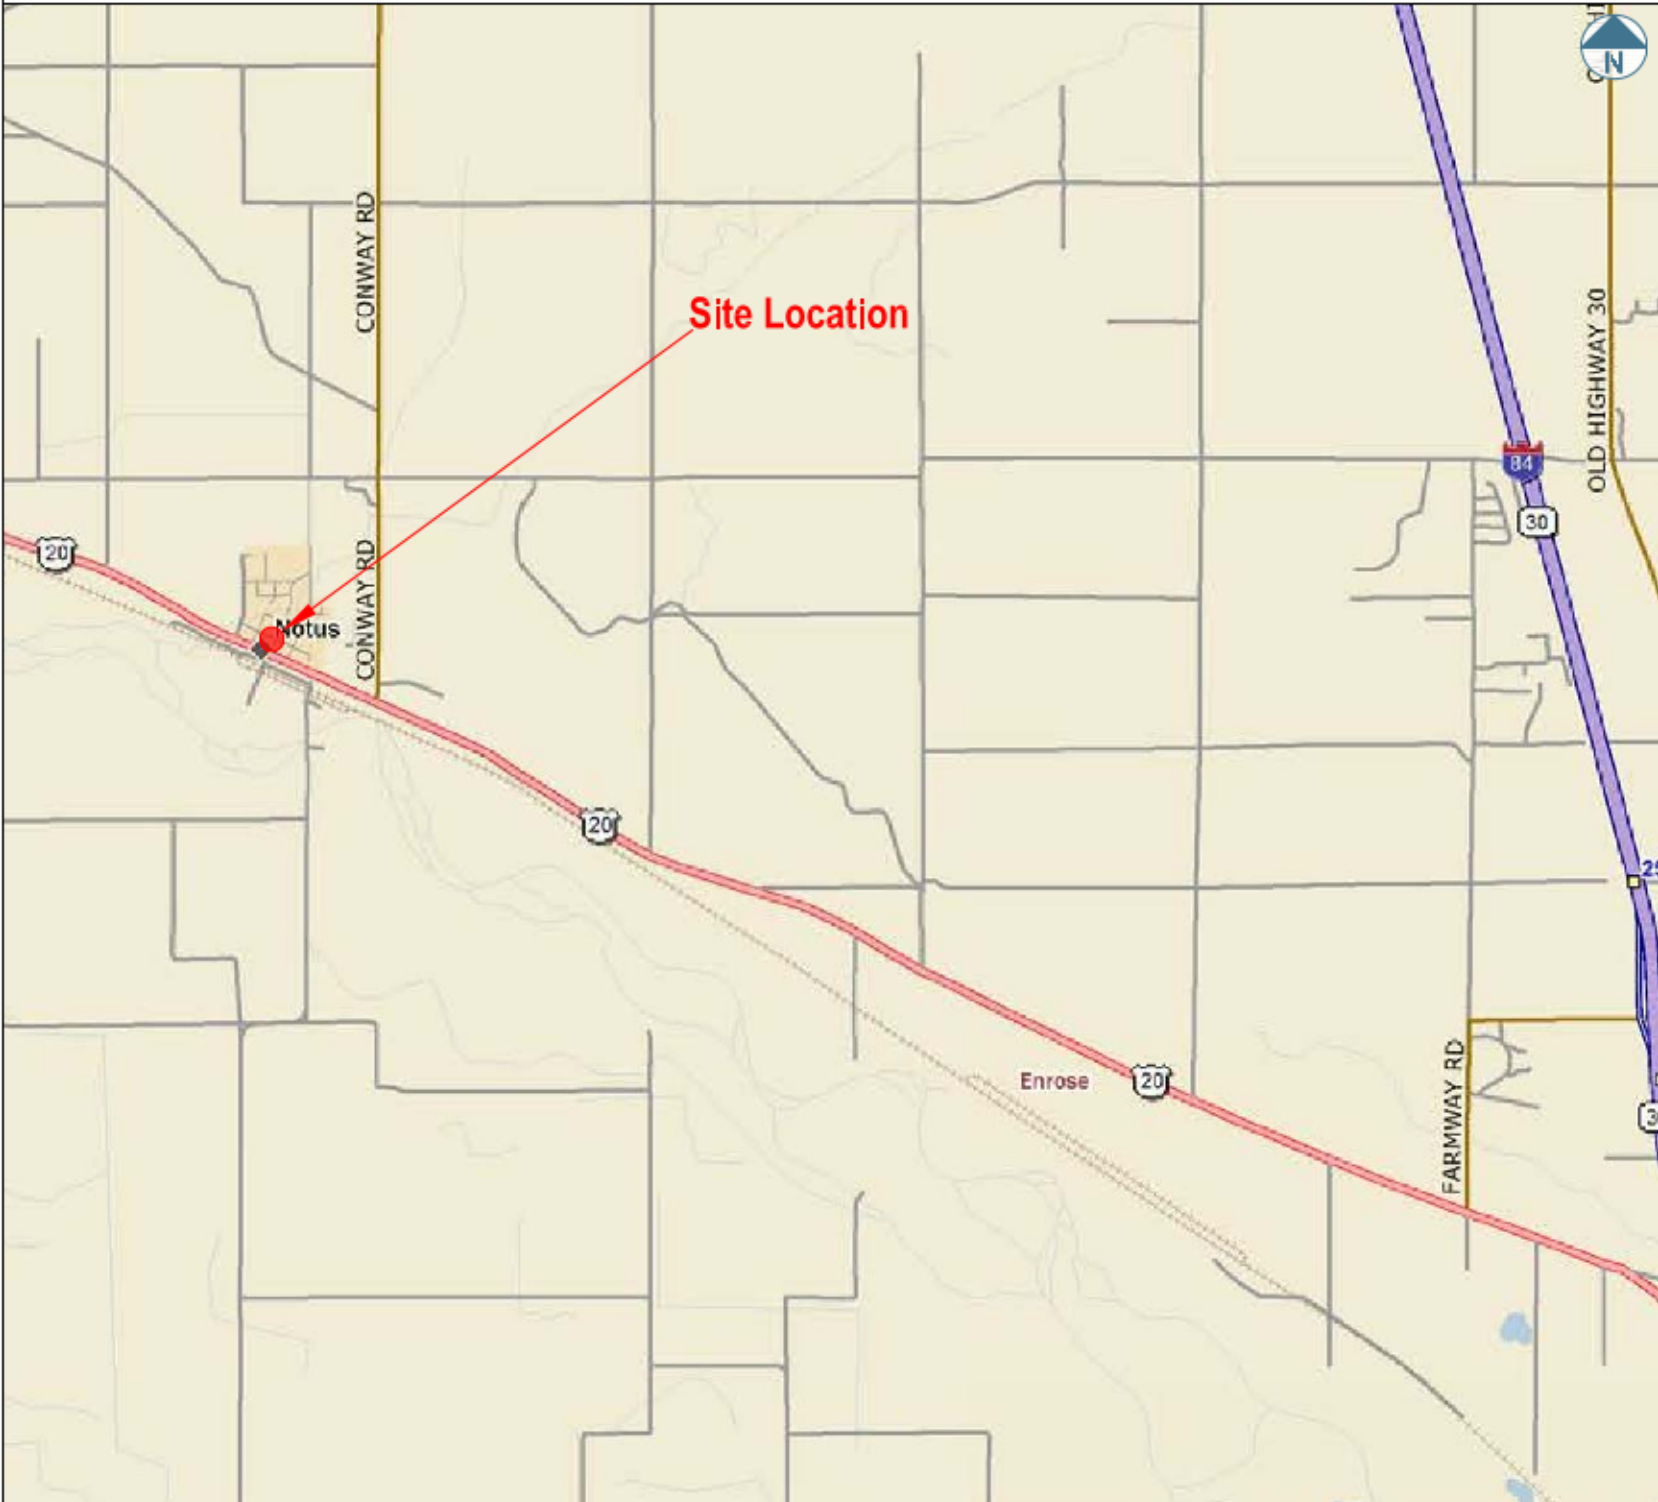 N
CONWAY RD
Site Location
OLD HIGHWAY 30
84
30
20
CONWAY RD
Notus
20
Enrose
20
FARMWAY RD